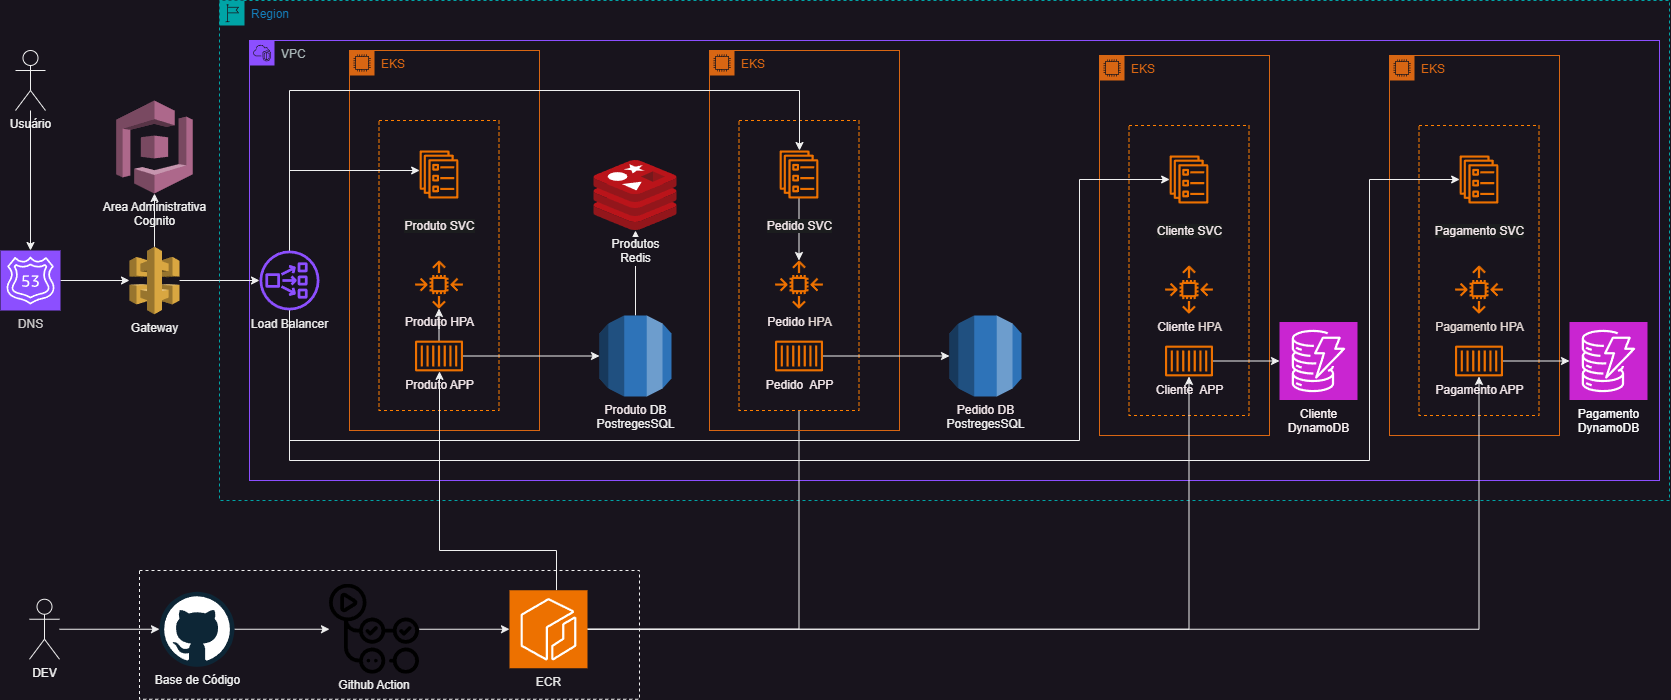 Region
VPC
EKS
EKS
EKS
EKS
Usuário
Area Administrativa
Cognito
Produto SVC
Produtos
Redis
Pedido SVC
Cliente SVC
Pagamento SVC
53
DNS
Gateway
Load Balancer
Produto HPA
Pedido HPA
Cliente HPA
Pagamento HPA
Produto APP
Pedido  APP
Cliente  APP
Pagamento APP
Produto DB
PostregesSQL
Pedido DB
PostregesSQL
Cliente
DynamoDB
Pagamento
DynamoDB
DEV
Base de Código
Github Action
ECR